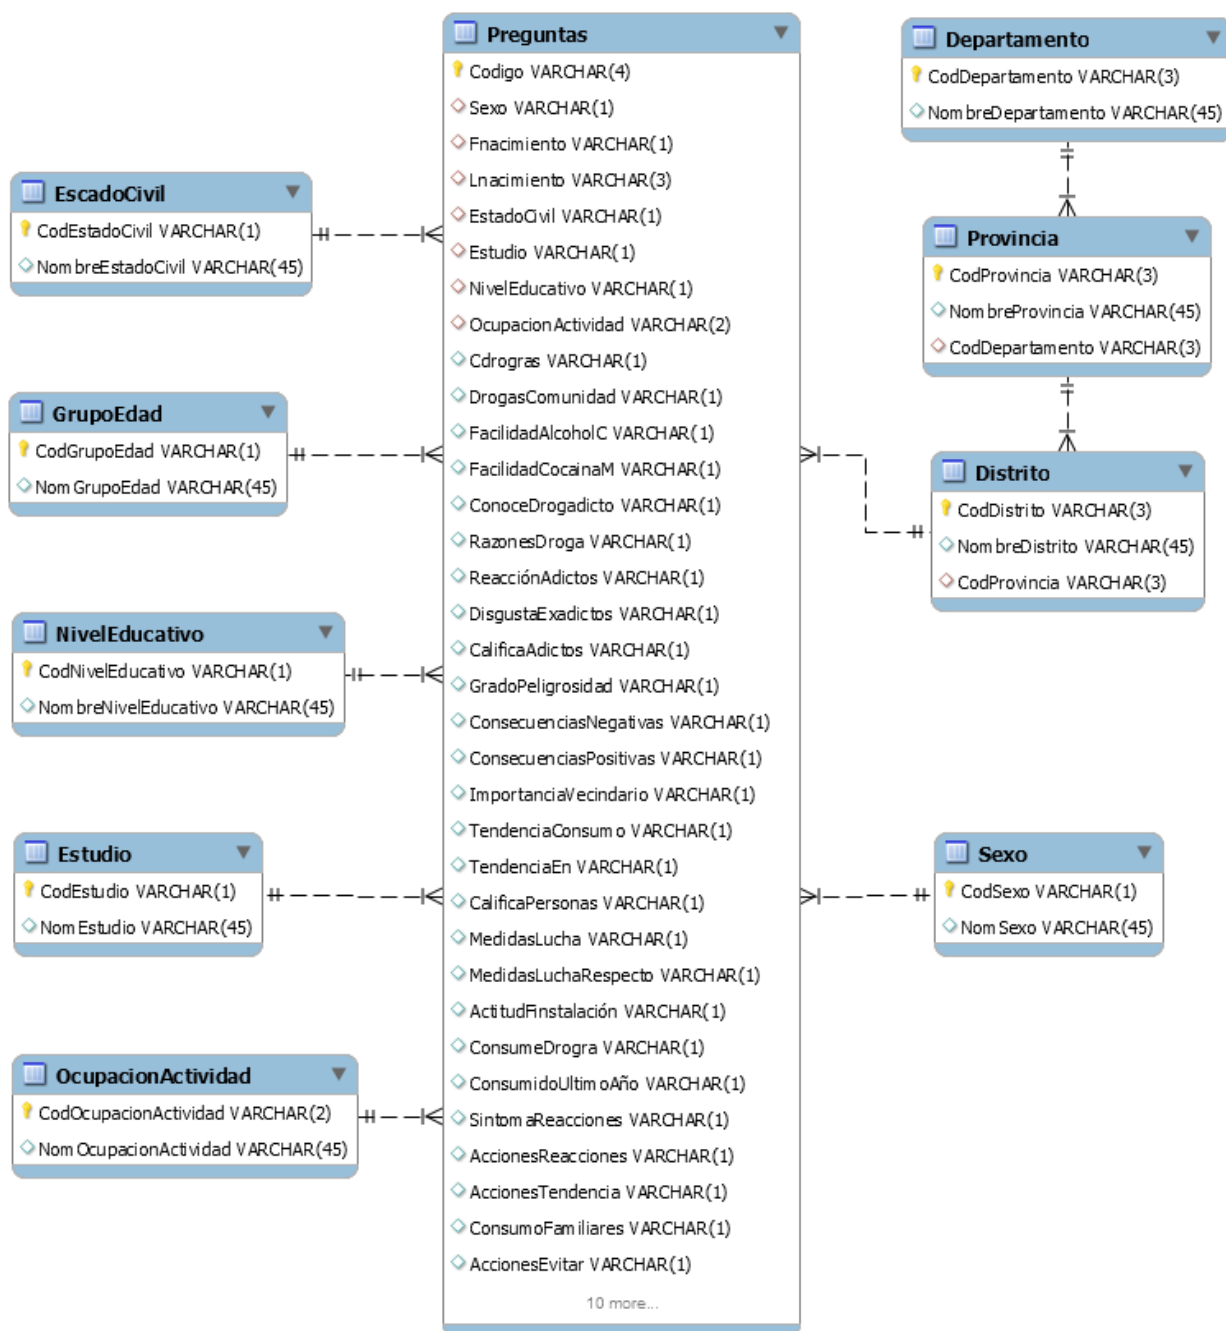 Preguntas
Codigo VARCHAR(4)
Sexo VARCHAR(1)
Fnacimiento VARCHAR(1)
Lnacimiento VARCHAR(3)
EstadoCivil VARCHAR(1)
Estudio VARCHAR(1)
NivelEducativo VARCHAR(1)
OcupacionActividad VARCHAR(2)
Cdrogras VARCHAR(1)
DrogasComunidad VARCHAR(1)
FacilidadAlcoholC VARCHAR(1)
FacilidadCocainaM VARCHAR(1)
ConoceDrogadicto VARCHAR(1)
RazonesDroga VARCHAR(1)
ReacciónAdictos VARCHAR(1)
DisgustaExadictos VARCHAR(1)
CalificaAdictos VARCHAR(1)
GradoPeligrosidad VARCHAR(1)
ConsecuenciasNegativas VARCHAR(1)
ConsecuenciasPositivas VARCHAR(1)
ImportanciaVecindario VARCHAR(1)
TendenciaConsumo VARCHAR(1)
TendenciaEn VARCHAR(1)
CalificaPersonas VARCHAR(1)
MedidasLucha VARCHAR(1)
MedidasLuchaRespecto VARCHAR(1)
ActitudFinstalación VARCHAR(1)
ConsumeDrogra VARCHAR(1)
ConsumidoUltimoAño VARCHAR(1)
SintomaReacciones VARCHAR(1)
AccionesReacciones VARCHAR(1)
AccionesTendencia VARCHAR(1)
ConsumoFamiliares VARCHAR(1)
AccionesEvitar VARCHAR(1)
10 more...
EscadoCivil
CodEstadoCivil VARCHAR(1)
NombreEstadoCivil VARCHAR(45)
GrupoEdad
CodGrupoEdad VARCHAR(1)
NomGrupoEdad VARCHAR(45)
NivelEducativo
CodNivelEducativo VARCHAR(1)
NombreNivelEducativo VARCHAR(45)
Estudio
CodEstudio VARCHAR(1)
NomEstudio VARCHAR(45)
OcupacionActividad
CodOcupacionActividad VARCHAR(2)
NomOcupacionActividad VARCHAR(45)
Departamento
CodDepartamento VARCHAR(3)
NombreDepartamento VARCHAR(45)
Provincia
CodProvincia VARCHAR(3)
NombreProvincia VARCHAR(45)
CodDepartamento VARCHAR(3)
Distrito
CodDistrito VARCHAR(3)
NombreDistrito VARCHAR(45)
CodProvincia VARCHAR(3)
Sexo
CodSexo VARCHAR(1)
NomSexo VARCHAR(45)